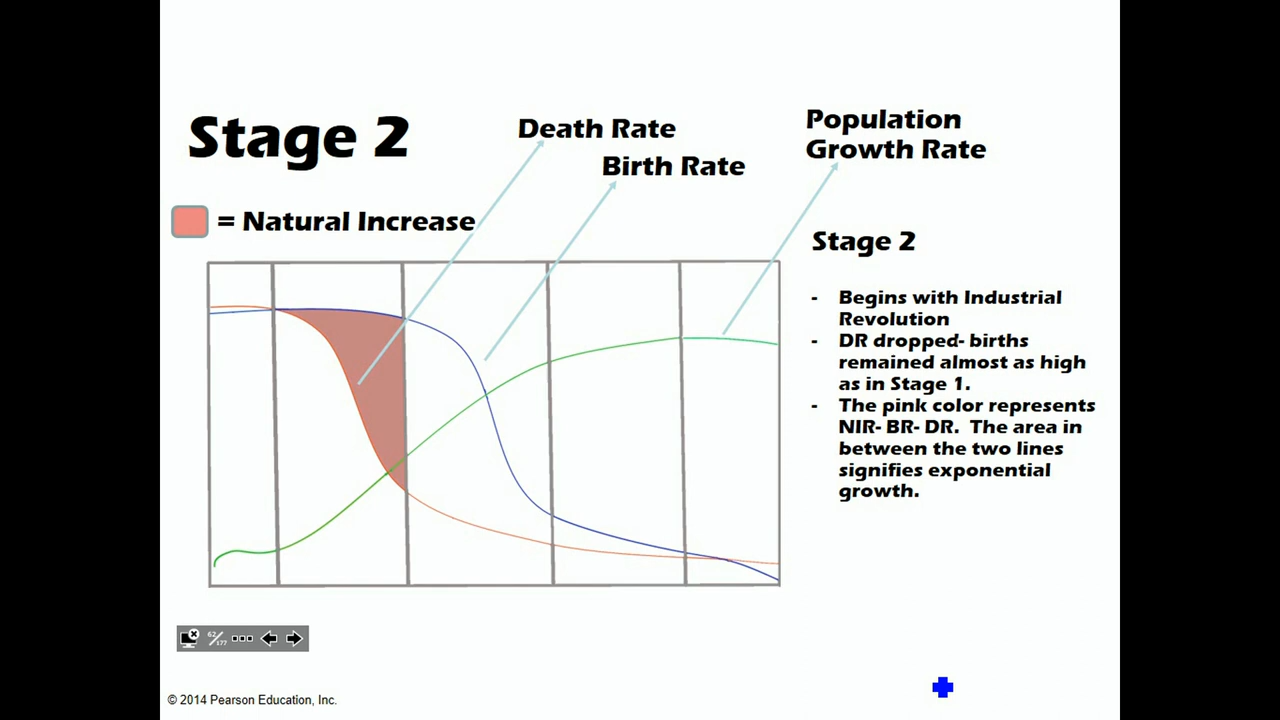 Stage 2
Death Rate
Birth Rate
Population
Growth Rate
= Natural Increase
Stage 2
- Begins with Industrial
Revolution
- DR dropped- births
remained almost as high
as in Stage 1.
- The pink color represents
NIR- BR- DR. The area in
between the two lines
signifies exponential
growth.
62/177
© 2014 Pearson Education, Inc.